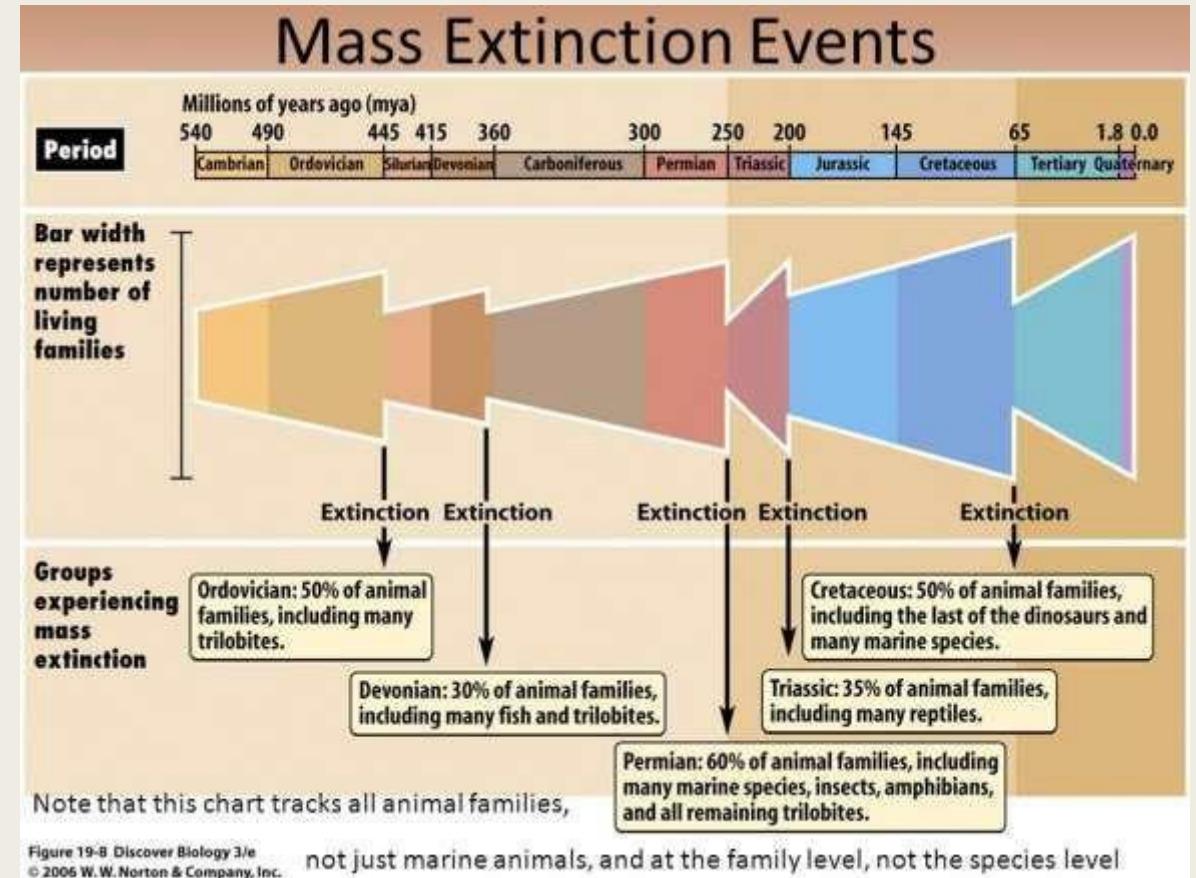 Mass Extinction Events
Millions of years ago (mya)
540 490 445 415 360 300 250 200 145 65 1.8 0.0
Period
Cambrian Ordovician Silurian Devonian Carboniferous Permian Triassic Jurassic Cretaceous Tertiary Quaternary
Bar width
represents
number of
living
families
Extinction Extinction Extinction Extinction Extinction
Groups
experiencing
mass
extinction
Ordovician: 50% of animal
families, including many
trilobites.
Cretaceous: 50% of animal families,
including the last of the dinosaurs and
many marine species.
Devonian: 30% of animal families,
including many fish and trilobites.
Triassic: 35% of animal families,
including many reptiles.
Permian: 60% of animal families, including
many marine species, insects, amphibians,
and all remaining trilobites.
Note that this chart tracks all animal families,
Figure 19-8 Discover Biology 3/e
© 2006 W. W. Norton & Company, Inc.
not just marine animals, and at the family level, not the species level